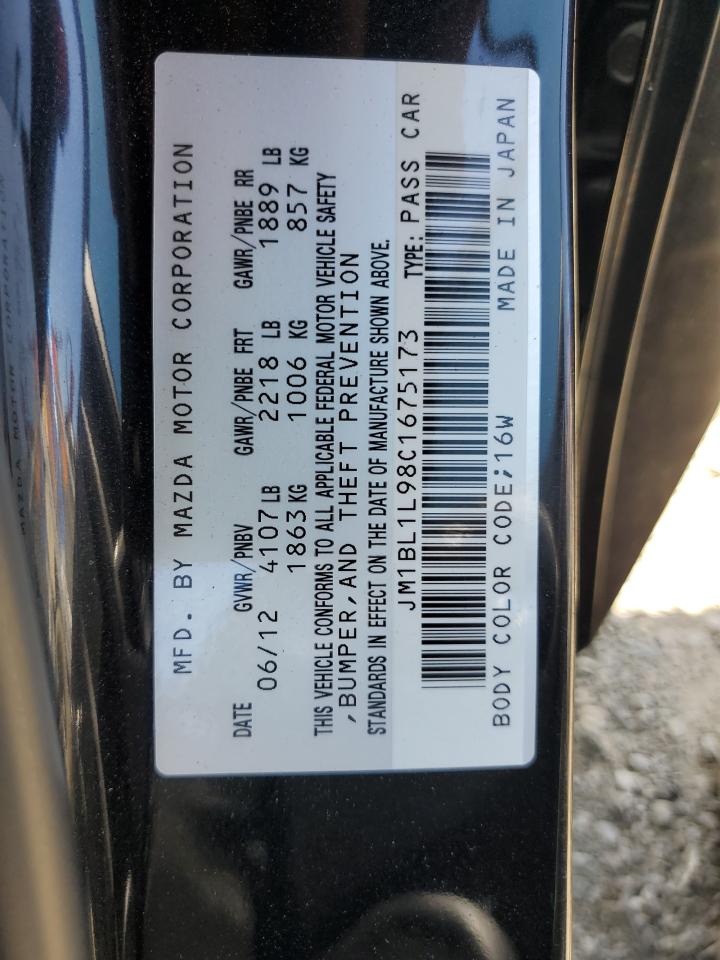 MFD. BY MAZDA MOTOR CORPORATION
DATE GVWR/PNBV GAWR/PNBE FRT GAWR/PNBE RR
06/12 4107 LB 2218 LB 1889 LB
1863 KG 1006 KG 857 KG
THIS VEHICLE CONFORMS TO ALL APPLICABLE FEDERAL MOTOR VEHICLE SAFETY
,BUMPER,AND THEFT PREVENTION
STANDARDS IN EFFECT ON THE DATE OF MANUFACTURE SHOWN ABOVE.
JM1BL1L98C1675173 TYPE: PASS CAR
BODY COLOR CODE;16W MADE IN JAPAN
MAZDA MOTOR CORPORATION